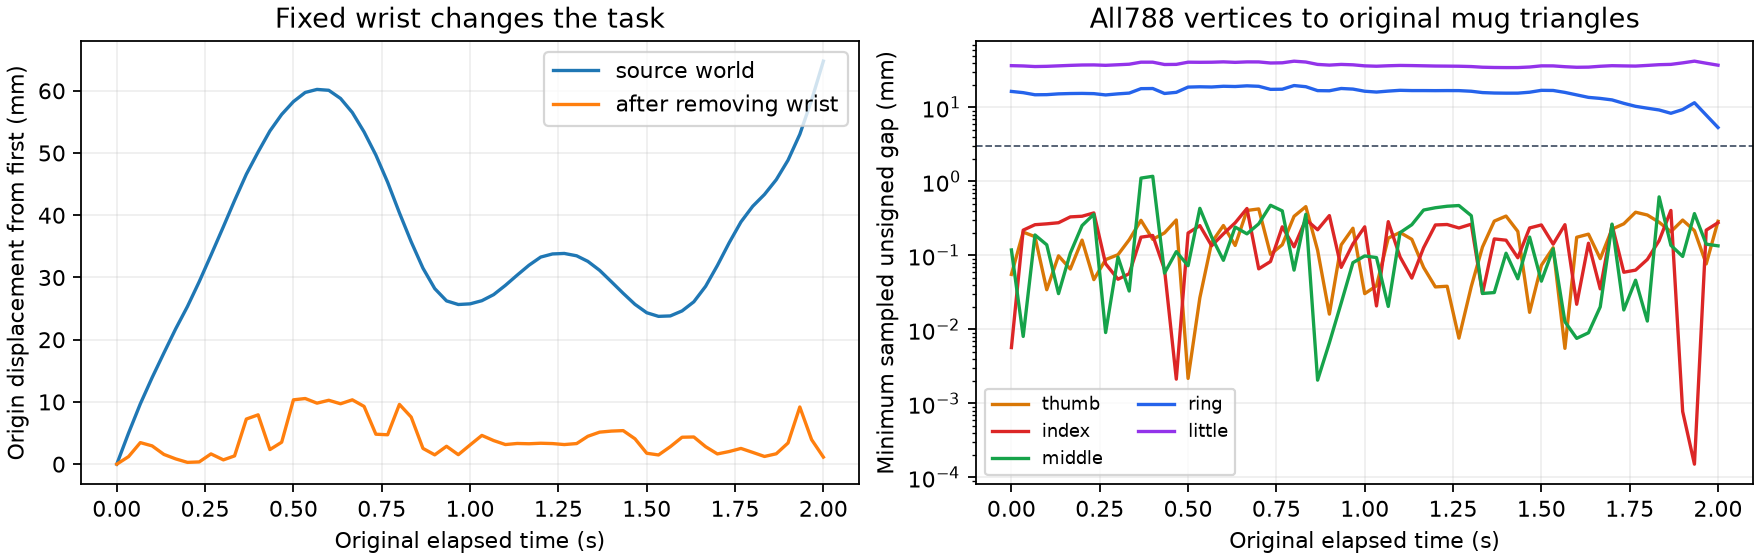 Fixed wrist changes the task
Origin displacement from first (mm)
60
50
40
30
20
10
0
source world
after removing wrist
0.00 0.25 0.50 0.75 1.00 1.25 1.50 1.75 2.00
Original elapsed time (s)
All788 vertices to original mug triangles
Minimum sampled unsigned gap (mm)
10¹
10⁰
10⁻¹
10⁻²
10⁻³
10⁻⁴
thumb
index
middle
ring
little
0.00 0.25 0.50 0.75 1.00 1.25 1.50 1.75 2.00
Original elapsed time (s)